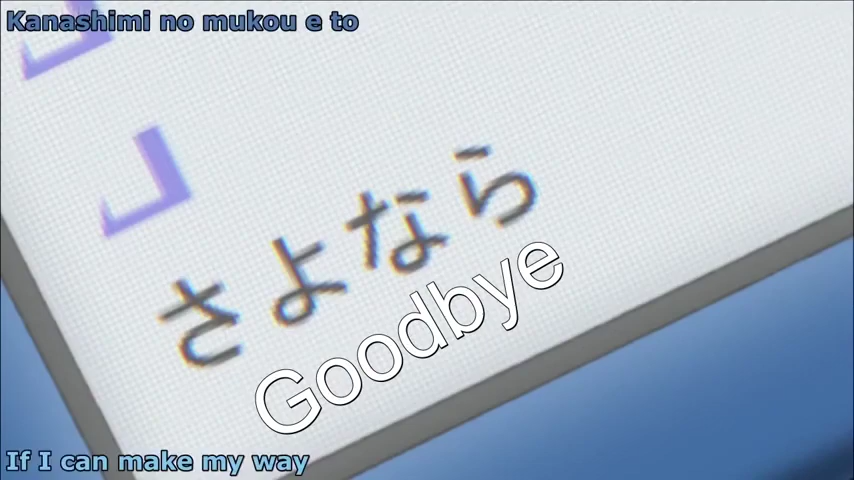 Kanashimi no mukou e to
」
」
さよなら
Goodbye
If I can make my way